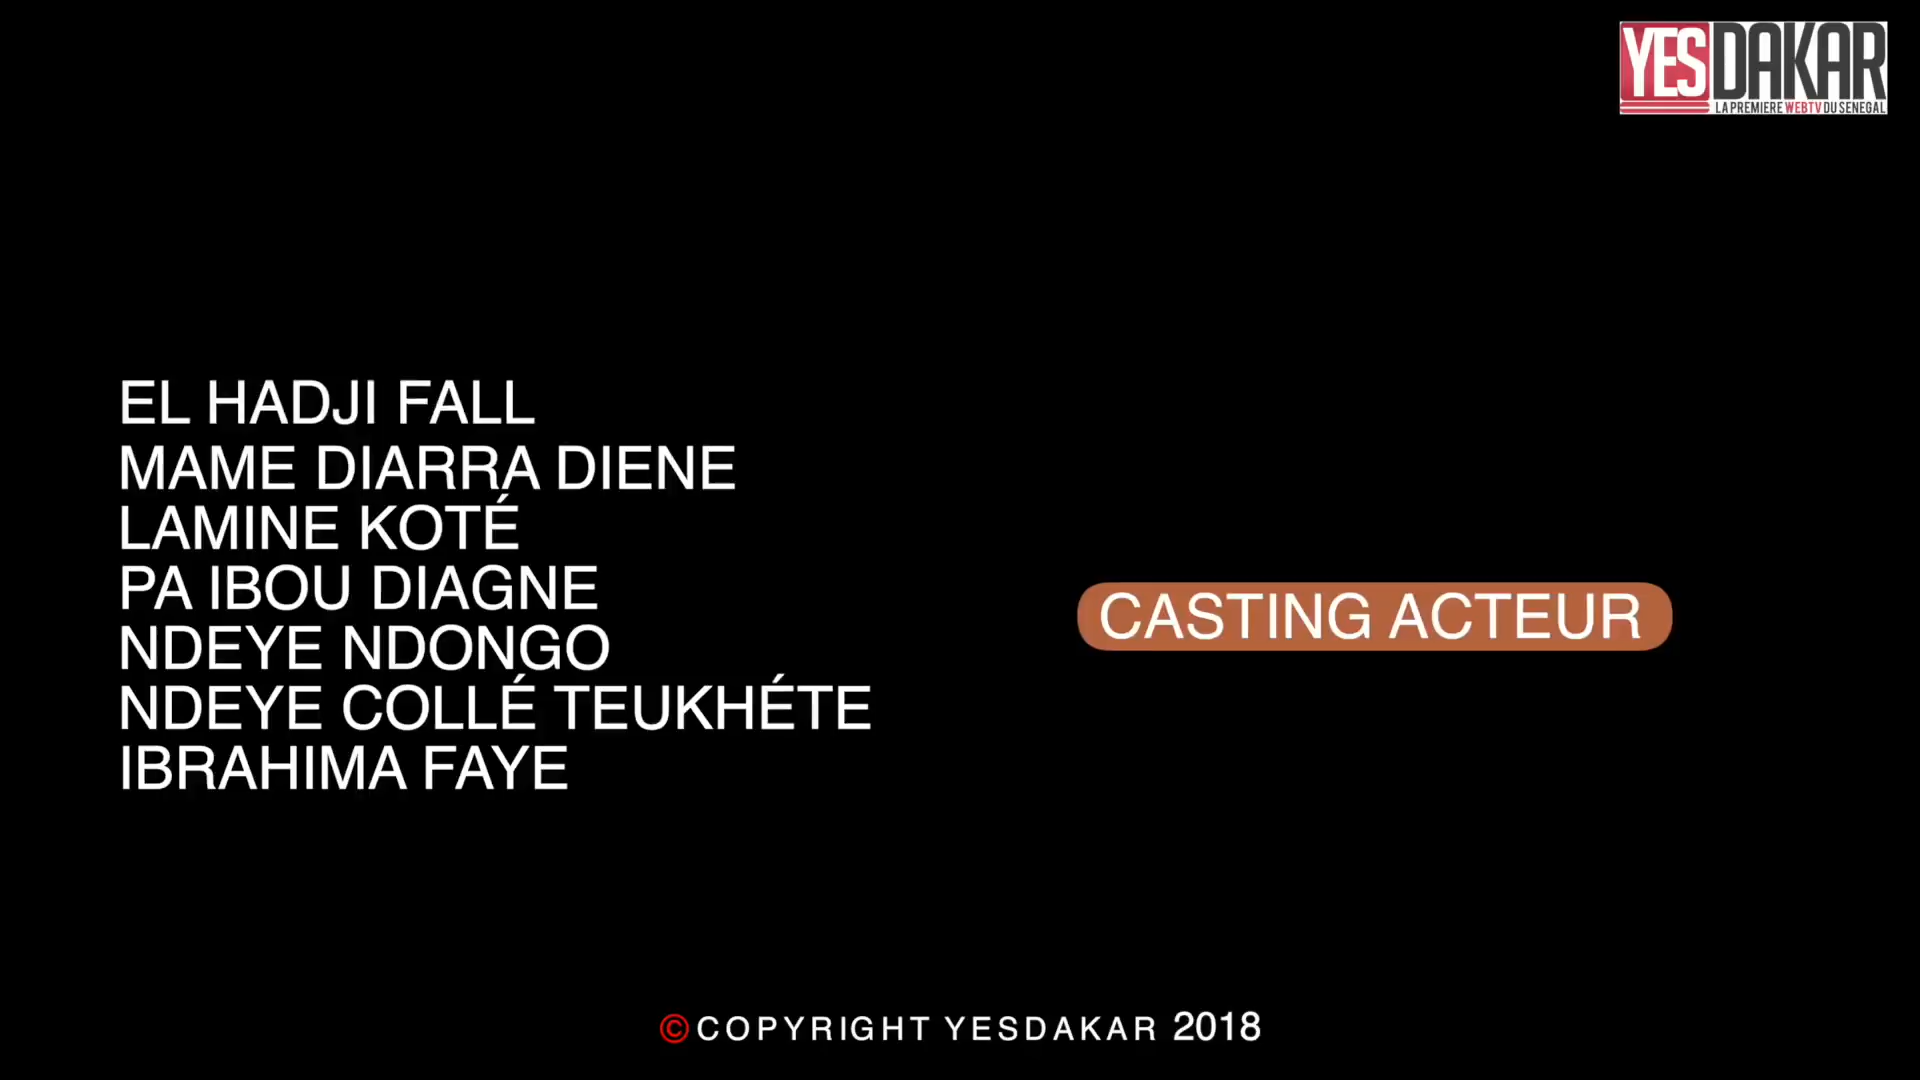 YESDAKAR
LA PREMIERE WEBTV DU SENEGAL
EL HADJI FALL
MAME DIARRA DIENE
LAMINE KOTÉ
PA IBOU DIAGNE
NDEYE NDONGO
NDEYE COLLÉ TEUKHÉTE
IBRAHIMA FAYE
CASTING ACTEUR
©COPYRIGHT YESDAKAR 2018